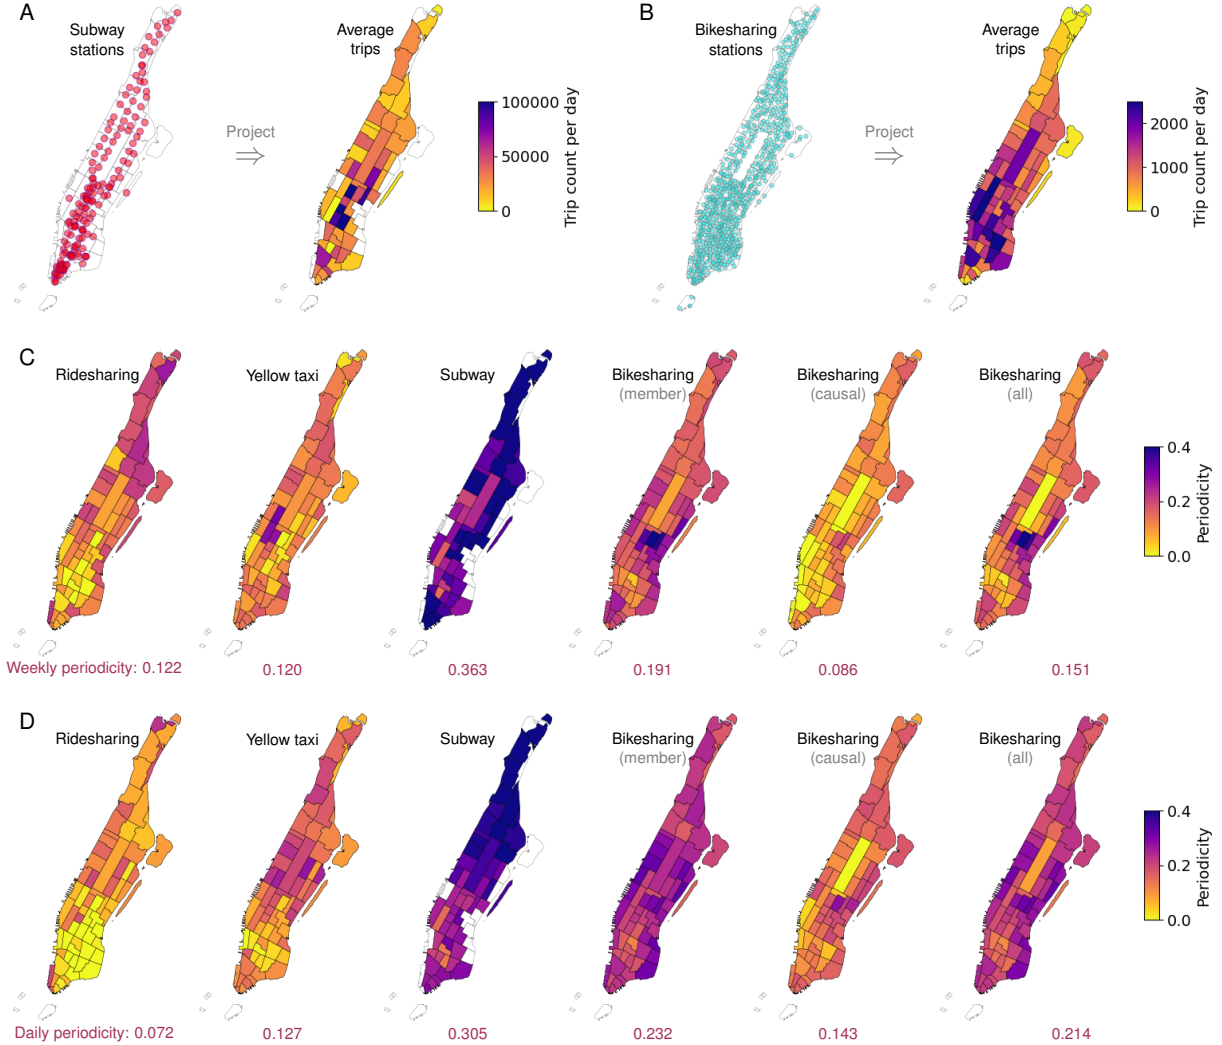 A
Subway
stations
Project
⇒
Average
trips
100000
50000
0
Trip count per day
B
Bikesharing
stations
Project
⇒
Average
trips
2000
1000
0
Trip count per day
C
Ridesharing
Yellow taxi
Subway
Bikesharing
(member)
Bikesharing
(causal)
Bikesharing
(all)
0.4
0.2
0.0
Periodicity
Weekly periodicity: 0.122
0.120
0.363
0.191
0.086
0.151
D
Ridesharing
Yellow taxi
Subway
Bikesharing
(member)
Bikesharing
(causal)
Bikesharing
(all)
0.4
0.2
0.0
Periodicity
Daily periodicity: 0.072
0.127
0.305
0.232
0.143
0.214